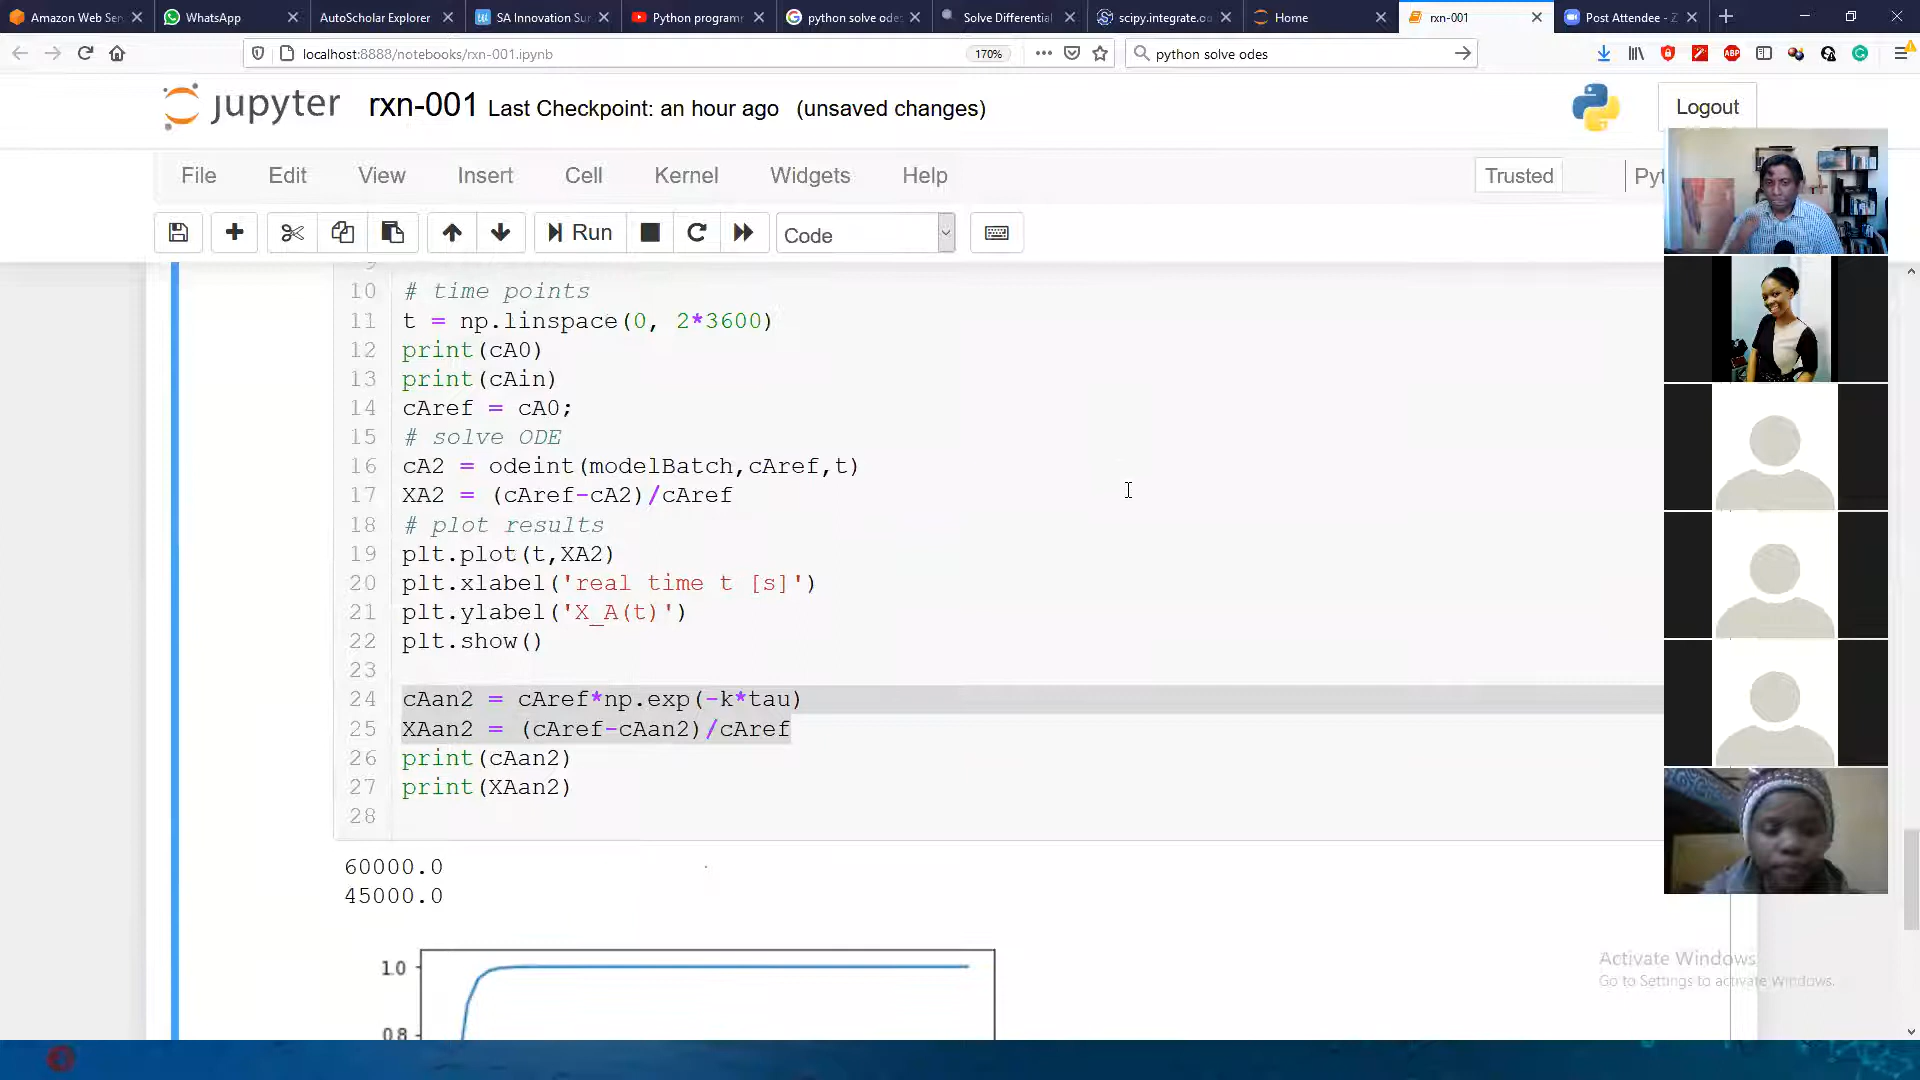 Amazon Web Ser
WhatsApp
AutoScholar Explorer
SA Innovation Su
Python program
python solve ode
Solve Differential
scipy.integrate.o
Home
rxn-001
Post Attendee - Z
localhost:8888/notebooks/rxn-001.ipynb
170%
python solve odes
jupyter rxn-001 Last Checkpoint: an hour ago (unsaved changes)
Logout
File Edit View Insert Cell Kernel Widgets Help
Trusted
Pyt
Run
Code
9
10 # time points
11 t = np.linspace(0, 2*3600)
12 print(cA0)
13 print(cAin)
14 cAref = cA0;
15 # solve ODE
16 cA2 = odeint(modelBatch,cAref,t)
17 XA2 = (cAref-cA2)/cAref
18 # plot results
19 plt.plot(t,XA2)
20 plt.xlabel('real time t [s]')
21 plt.ylabel('X_A(t)')
22 plt.show()
23
24 cAan2 = cAref*np.exp(-k*tau)
25 XAan2 = (cAref-cAan2)/cAref
26 print(cAan2)
27 print(XAan2)
28
60000.0
45000.0
1.0
0.8
Activate Windows
Go to Settings to activate Windows.